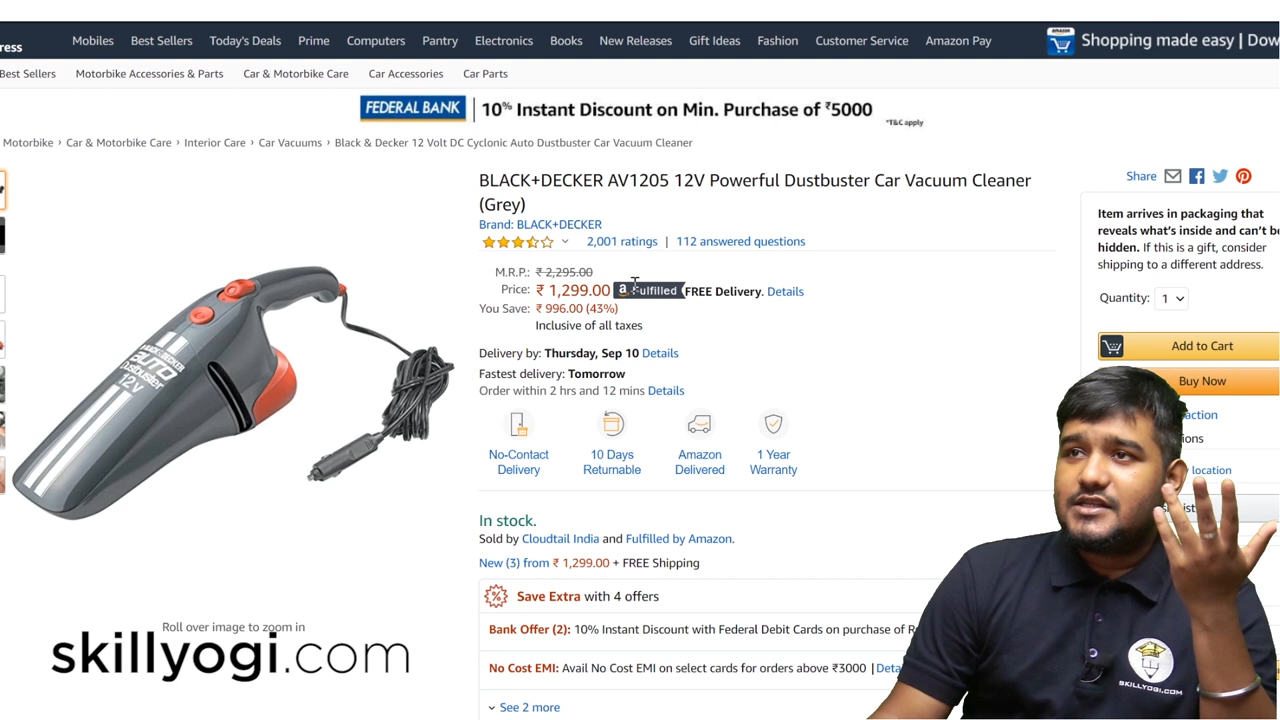 ress Mobiles Best Sellers Today's Deals Prime Computers Pantry Electronics Books New Releases Gift Ideas Fashion Customer Service Amazon Pay amazon Shopping made easy | Dow
Best Sellers Motorbike Accessories & Parts Car & Motorbike Care Car Accessories Car Parts
FEDERAL BANK | 10% Instant Discount on Min. Purchase of ₹5000 *T&C apply
Motorbike › Car & Motorbike Care › Interior Care › Car Vacuums › Black & Decker 12 Volt DC Cyclonic Auto Dustbuster Car Vacuum Cleaner
BLACK+DECKER AV1205 12V Powerful Dustbuster Car Vacuum Cleaner
(Grey)
Brand: BLACK+DECKER
2,001 ratings | 112 answered questions
M.R.P.: ₹ 2,295.00
Price: ₹ 1,299.00 a Fulfilled FREE Delivery. Details
You Save: ₹ 996.00 (43%)
Inclusive of all taxes
Delivery by: Thursday, Sep 10 Details
Fastest delivery: Tomorrow
Order within 2 hrs and 12 mins Details
No-Contact
Delivery
10 Days
Returnable
Amazon
Delivered
1 Year
Warranty
In stock.
Sold by Cloudtail India and Fulfilled by Amazon.
New (3) from ₹ 1,299.00 + FREE Shipping
Save Extra with 4 offers
Bank Offer (2): 10% Instant Discount with Federal Debit Cards on purchase of R
No Cost EMI: Avail No Cost EMI on select cards for orders above ₹3000 | Deta
See 2 more
Share
Item arrives in packaging that
reveals what's inside and can't be
hidden. If this is a gift, consider
shipping to a different address.
Quantity: 1
Add to Cart
Buy Now
action
ons
location
BLACK & DECKER
AUTO
Dustbuster
12V
Roll over image to zoom in
skillyogi.com
SKILLYOGI.COM